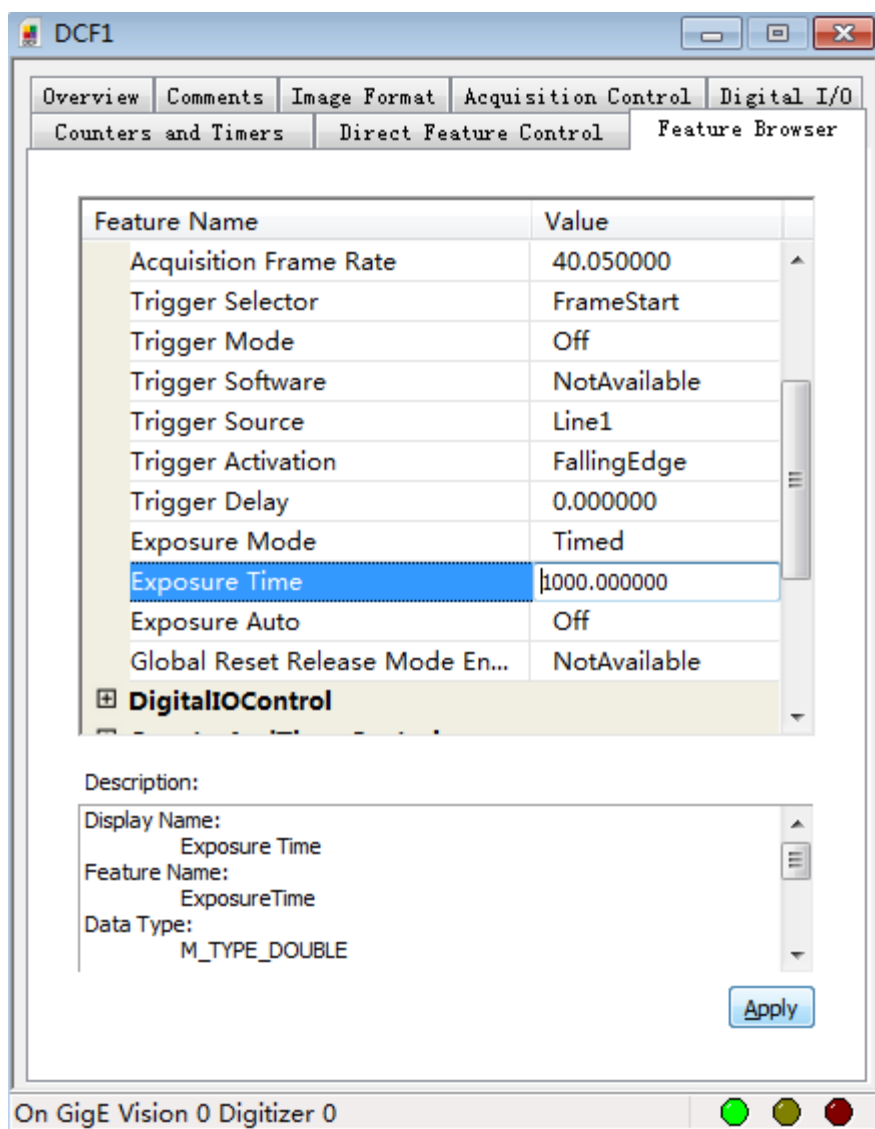 DCF1
Overview Comments Image Format Acquisition Control Digital I/O
Counters and Timers Direct Feature Control Feature Browser
Feature Name Value
Acquisition Frame Rate 40.050000
Trigger Selector FrameStart
Trigger Mode Off
Trigger Software NotAvailable
Trigger Source Line1
Trigger Activation FallingEdge
Trigger Delay 0.000000
Exposure Mode Timed
Exposure Time 1000.000000
Exposure Auto Off
Global Reset Release Mode En... NotAvailable
DigitalIOControl
Description:
Display Name:
Exposure Time
Feature Name:
ExposureTime
Data Type:
M_TYPE_DOUBLE
Apply
On GigE Vision 0 Digitizer 0